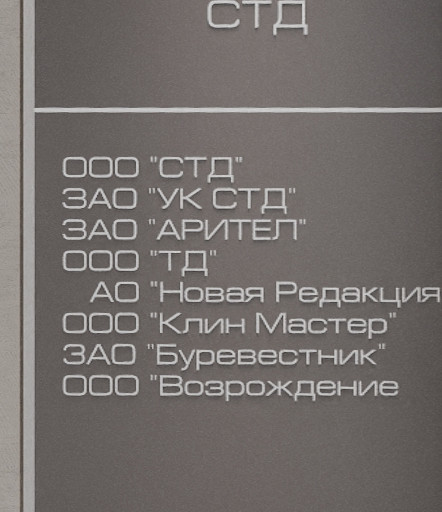 СТД
ООО "СТД"
ЗАО "УК СТД"
ЗАО "АРИТЕЛ"
ООО "ТД"
АО "Новая Редакция
ООО "Клин Мастер"
ЗАО "Буревестник"
ООО "Возрождение